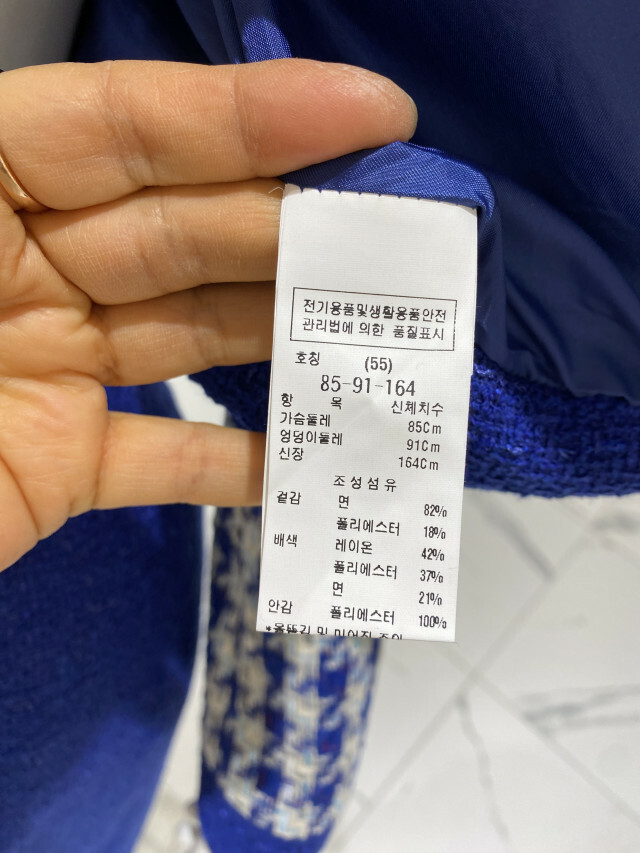 전기용품및생활용품안전
관리법에 의한 품질표시
호칭 (55)
85-91-164
항 목 신체치수
가슴둘레 85Cm
엉덩이둘레 91Cm
신장 164Cm
조성섬유
겉감 면 82%
폴리에스터 18%
배색 레이온 42%
폴리에스터 37%
면 21%
안감 폴리에스터 100%
*올뜯김 및